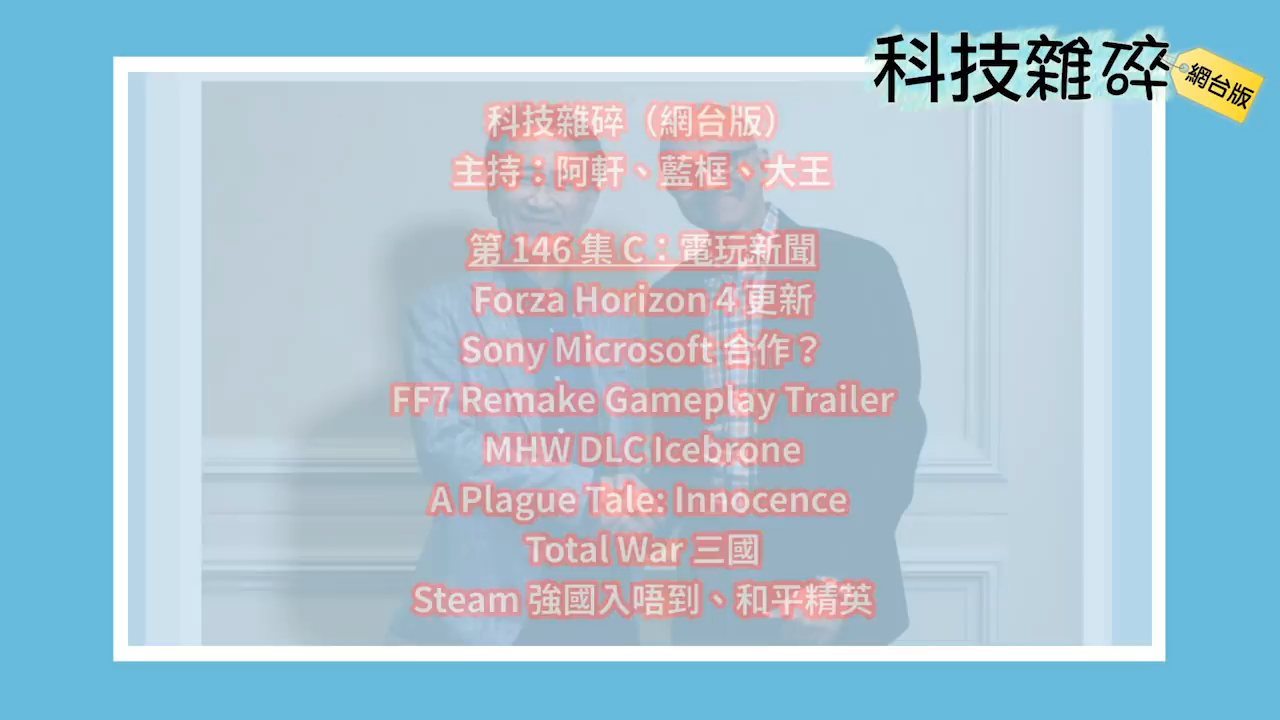 科技雜碎
網台版
科技雜碎（網台版）
主持：阿軒、藍框、大王
第 146 集 C：電玩新聞
Forza Horizon 4 更新
Sony Microsoft 合作？
FF7 Remake Gameplay Trailer
MHW DLC Icebrone
A Plague Tale: Innocence
Total War 三國
Steam 強國入唔到、和平精英